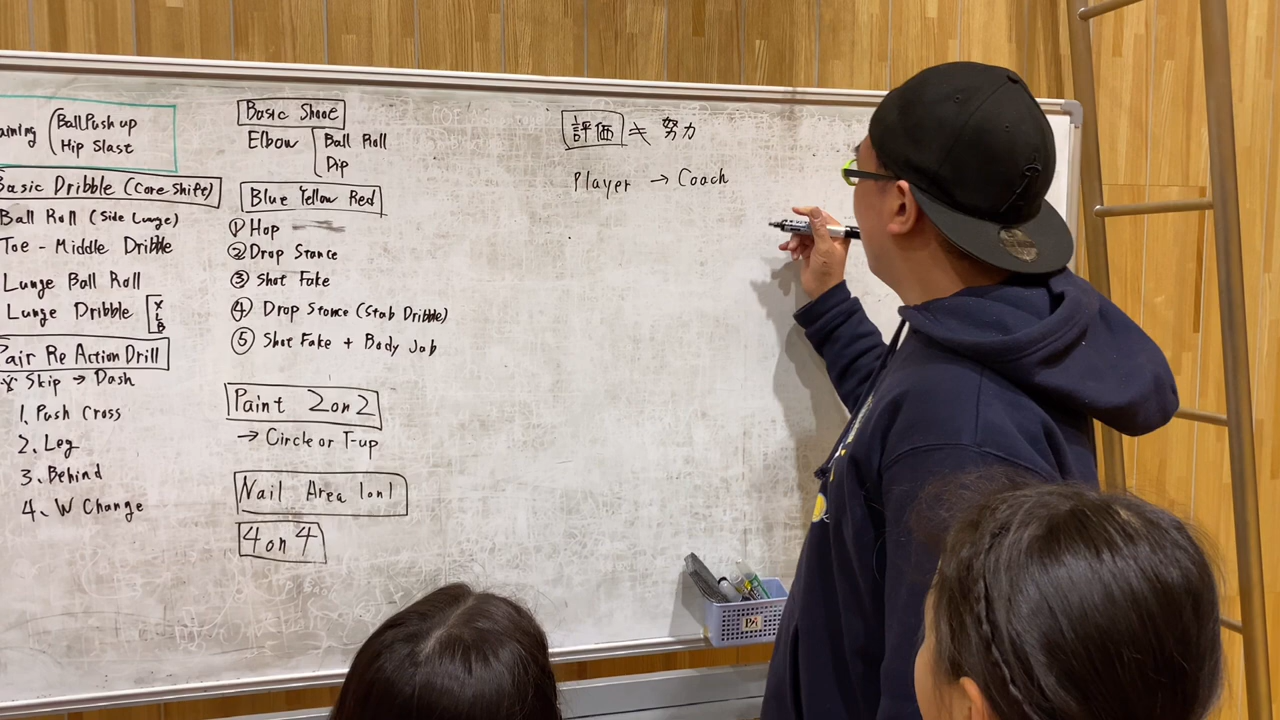 aining
Ball Push up
Hip Slast
Basic Dribble (Core Shift)
Ball Roll (Side Lunge)
Toe - Middle Dribble
Lunge Ball Roll
Lunge Dribble
Pair Re Action Drill
Skip → Dash
1. Push Cross
2. Leg
3. Behind
4. W Change
Basic Shoot
Elbow
Ball Roll
Dip
Blue Yellow Red
① Hop
② Drop Stance
③ Shot Fake
④ Drop Stance (Stab Dribble)
⑤ Shot Fake + Body Jab
Paint 2on2
→ Circle or T-up
Nail Area 1on1
4on4
評価 ≠ 努力
Player → Coach